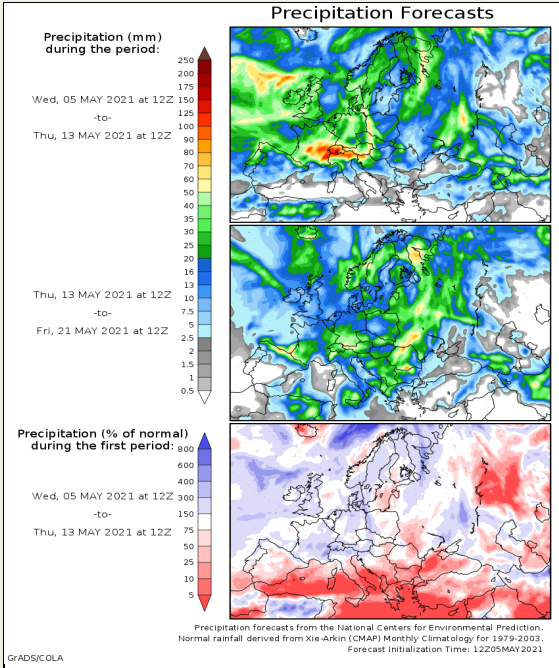 Precipitation Forecasts
Precipitation (mm)
during the period:
Wed, 05 MAY 2021 at 12Z
-to-
Thu, 13 MAY 2021 at 12Z
Thu, 13 MAY 2021 at 12Z
-to-
Fri, 21 MAY 2021 at 12Z
250
200
175
150
125
100
90
80
70
60
50
40
35
30
25
20
16
13
10
7.5
5
2.5
2
1.5
1
0.5
Precipitation (% of normal)
during the first period:
Wed, 05 MAY 2021 at 12Z
-to-
Thu, 13 MAY 2021 at 12Z
800
600
400
300
150
75
50
25
10
5
Precipitation forecasts from the National Centers for Environmental Prediction.
Normal rainfall derived from Xie-Arkin (CMAP) Monthly Climatology for 1979-2003.
Forecast Initialization Time: 12Z05MAY2021
GrADS/COLA